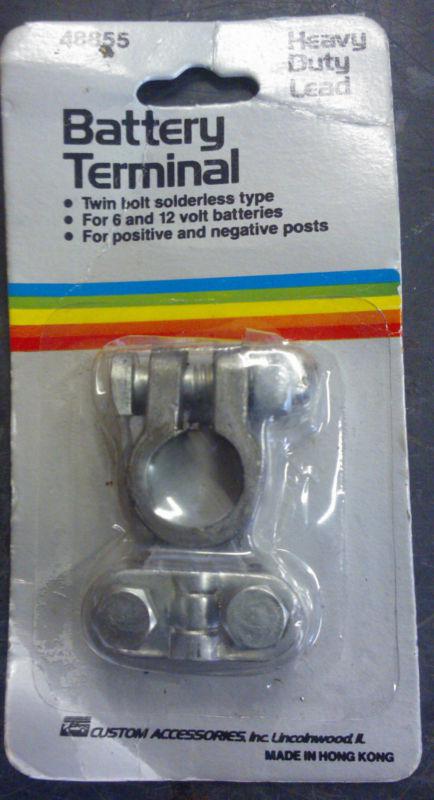 48855
Heavy
Duty
Lead
Battery
Terminal
• Twin bolt solderless type
• For 6 and 12 volt batteries
• For positive and negative posts
CUSTOM ACCESSORIES, Inc. Lincolnwood, IL
MADE IN HONG KONG